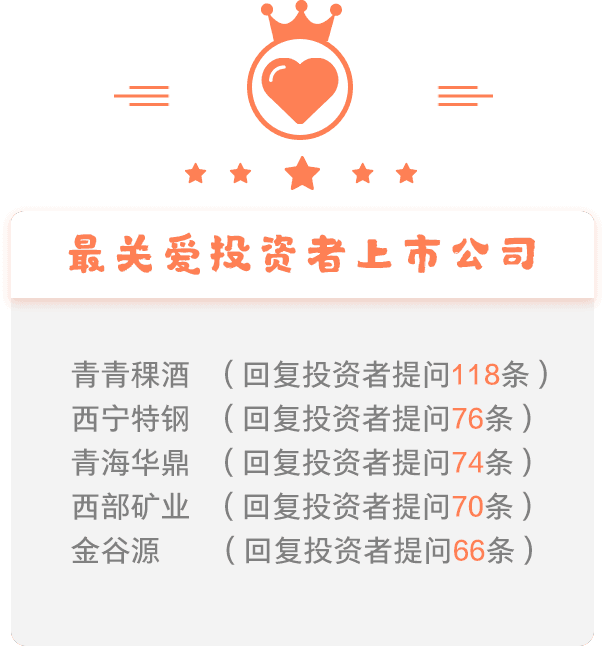 最关爱投资者上市公司
青青稞酒 （回复投资者提问118条）
西宁特钢 （回复投资者提问76条）
青海华鼎 （回复投资者提问74条）
西部矿业 （回复投资者提问70条）
金谷源 （回复投资者提问66条）